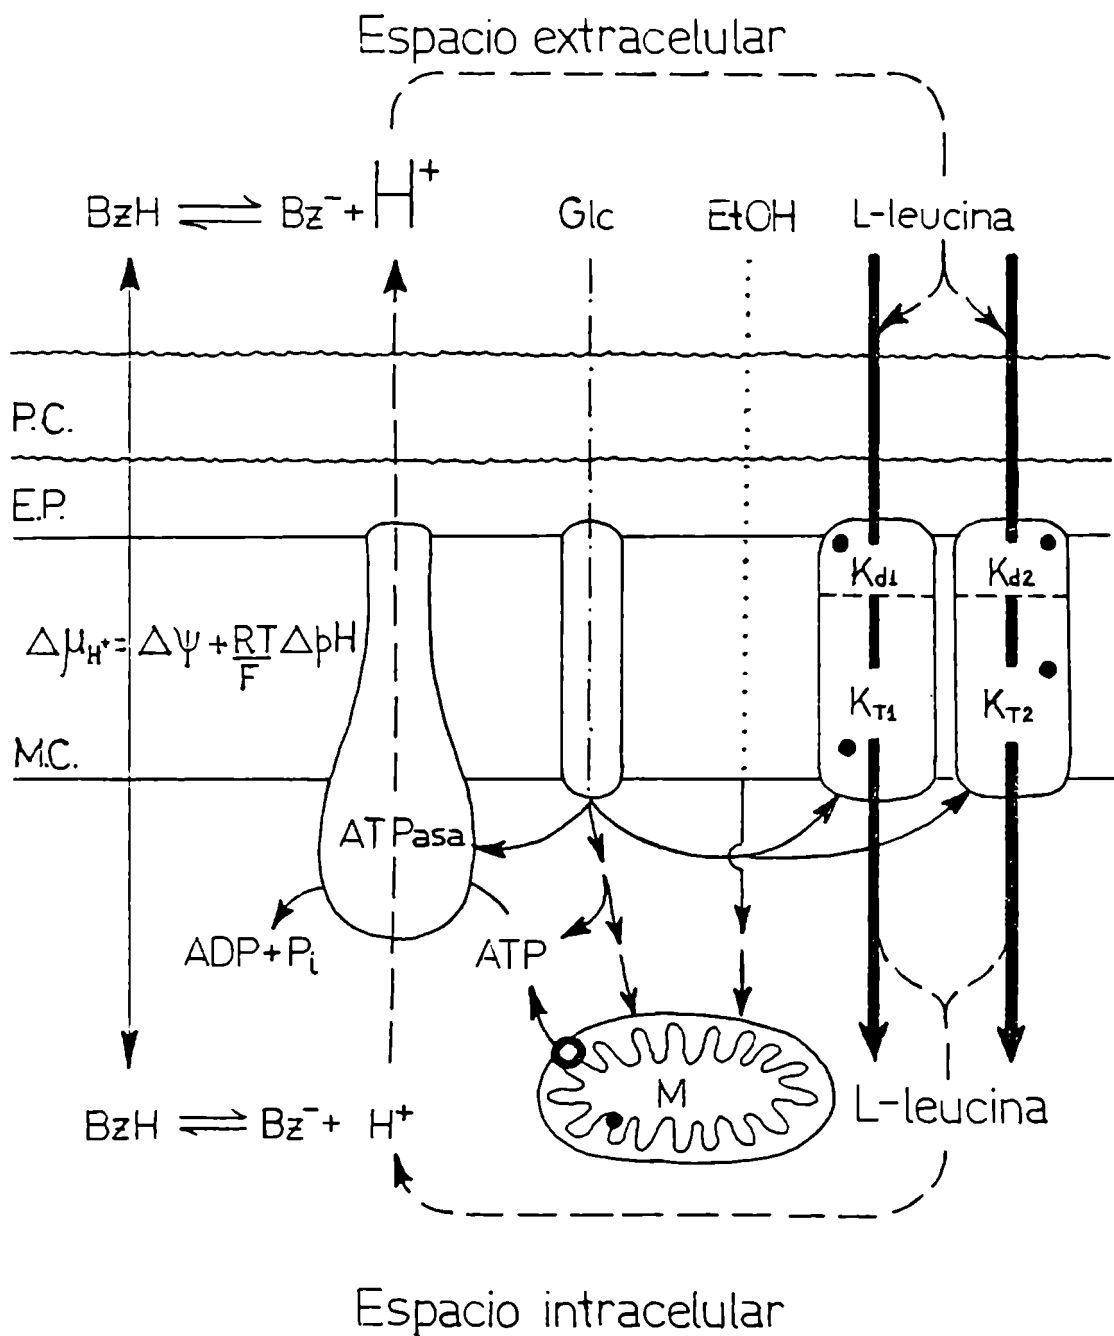 Espacio extracelular
BzH ⇌ Bz⁻ + H⁺
Glc
EtOH
L-leucina
P.C.
E.P.
Kd1
Kd2
Δμ_H⁺ = Δψ + RT/F ΔpH
KT1
KT2
M.C.
ATPasa
ADP + Pi
ATP
M
BzH ⇌ Bz⁻ + H⁺
L-leucina
Espacio intracelular